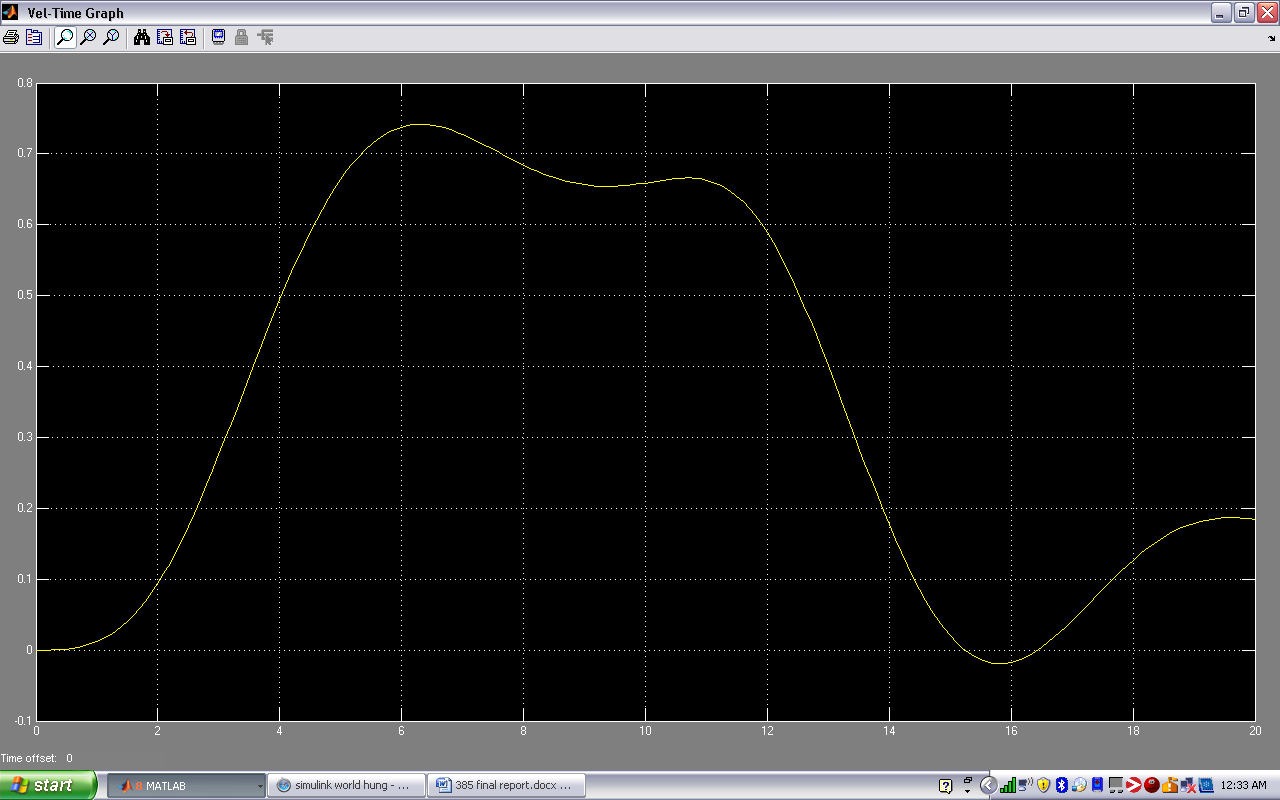 Vel-Time Graph
0.8
0.7
0.6
0.5
0.4
0.3
0.2
0.1
0
-0.1
0 2 4 6 8 10 12 14 16 18 20
Time offset: 0
start 8 MATLAB simulink world hung - ... 385 final report.docx ... 12:33 AM